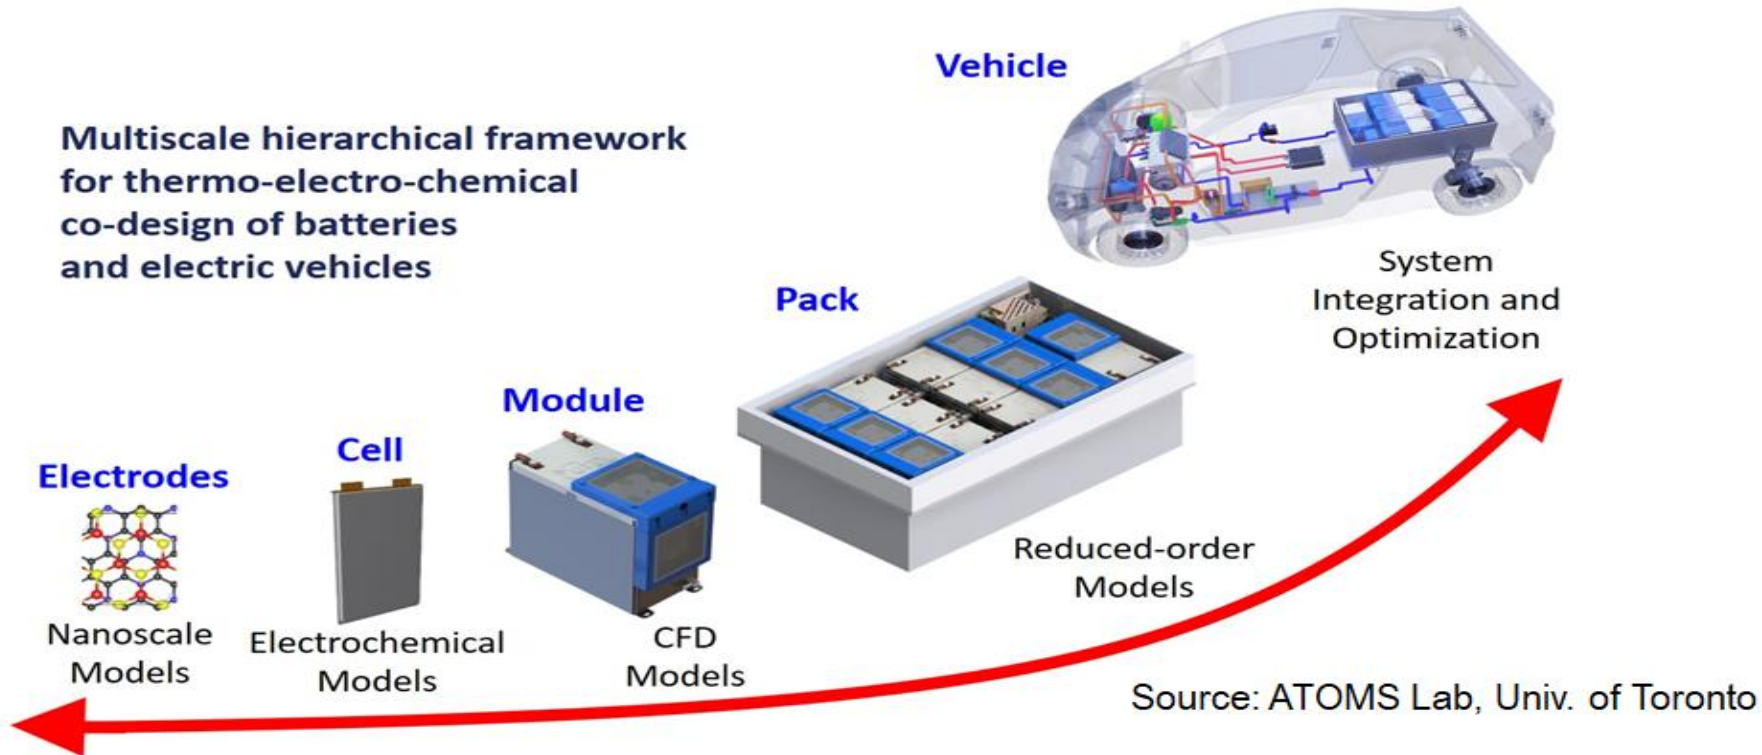 Multiscale hierarchical framework
for thermo-electro-chemical
co-design of batteries
and electric vehicles
Electrodes
Nanoscale
Models
Cell
Electrochemical
Models
Module
CFD
Models
Pack
Reduced-order
Models
Vehicle
System
Integration and
Optimization
Source: ATOMS Lab, Univ. of Toronto